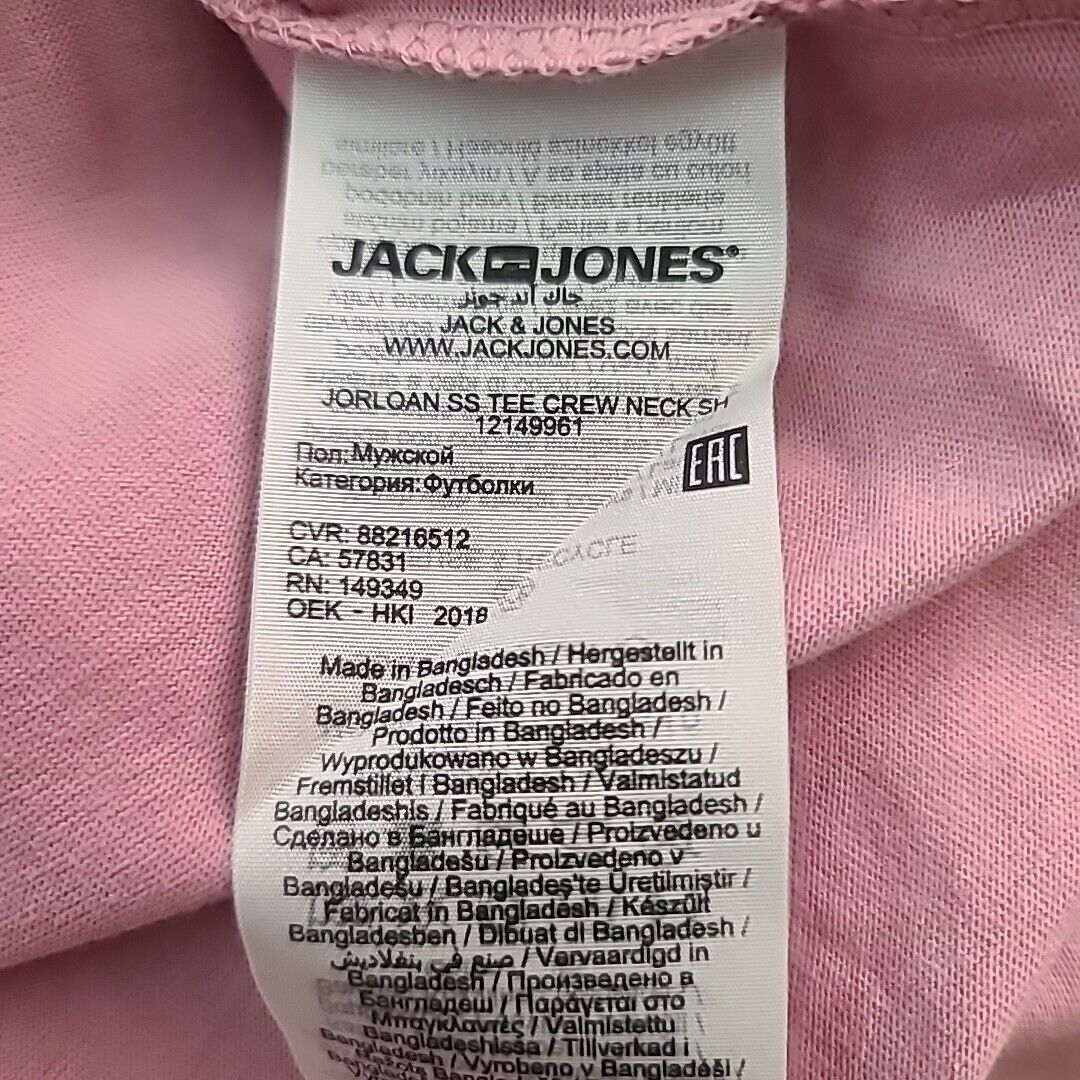 JACK JONES®
جاك أند جونز
JACK & JONES
WWW.JACKJONES.COM
JORLOAN SS TEE CREW NECK SH
12149961
Пол: Мужской
Категория: Футболки
EAC
CVR: 88216512
CA: 57831
RN: 149349
OEK - HKI 2018
Made in Bangladesh / Hergestellt in
Bangladesch / Fabricado en
Bangladesh / Feito no Bangladesh /
Prodotto in Bangladesh /
Wyprodukowano w Bangladeszu /
Fremstillet i Bangladesh / Valmistatud
Bangladeshis / Fabriqué au Bangladesh /
Сделано в Бангладеше / Proizvedeno u
Bangladešu / Proizvedeno v
Bangladešu / Bangladeş'te Üretilmiştir /
Fabricat in Bangladesh / Készült
Bangladesben / Dibuat di Bangladesh /
صنع في بنغلاديش / Vervaardigd in
Bangladesh / Произведено в
Бангладеш / Παράγεται στο
Μπαγκλαντές / Valmistettu
Bangladeshissa / Tillverkad i
Bangladesh / Vyrobeno v Bangladéši /